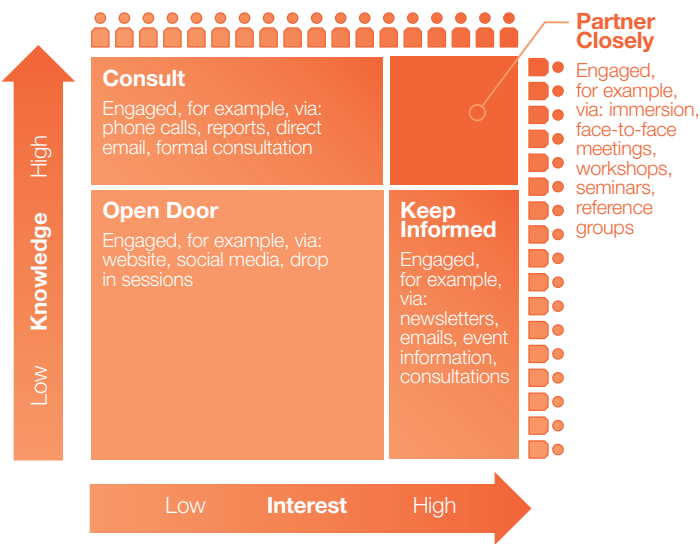 Partner
Closely
Engaged,
for example,
via: immersion,
face-to-face
meetings,
workshops,
seminars,
reference
groups
Consult
Engaged, for example, via:
phone calls, reports, direct
email, formal consultation
Open Door
Engaged, for example, via:
website, social media, drop
in sessions
Keep
Informed
Engaged,
for example,
via:
newsletters,
emails, event
information,
consultations
Low Knowledge High
Low Interest High